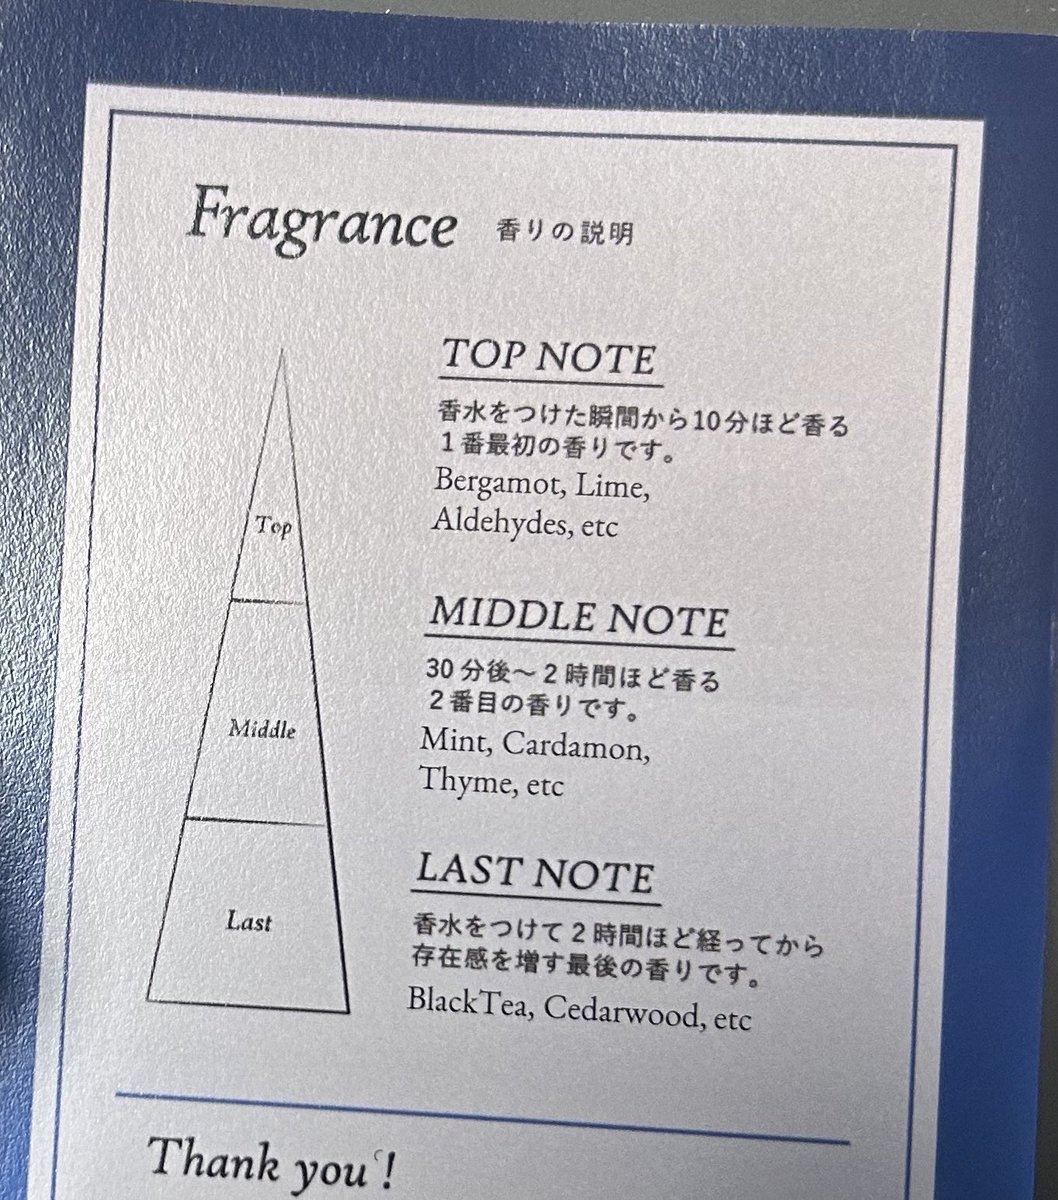 Fragrance 香りの説明
TOP NOTE
香水をつけた瞬間から10分ほど香る
1番最初の香りです。
Bergamot, Lime,
Aldehydes, etc
Top
MIDDLE NOTE
30分後〜2時間ほど香る
2番目の香りです。
Mint, Cardamon,
Thyme, etc
Middle
LAST NOTE
香水をつけて2時間ほど経ってから
存在感を増す最後の香りです。
BlackTea, Cedarwood, etc
Last
Thank you !